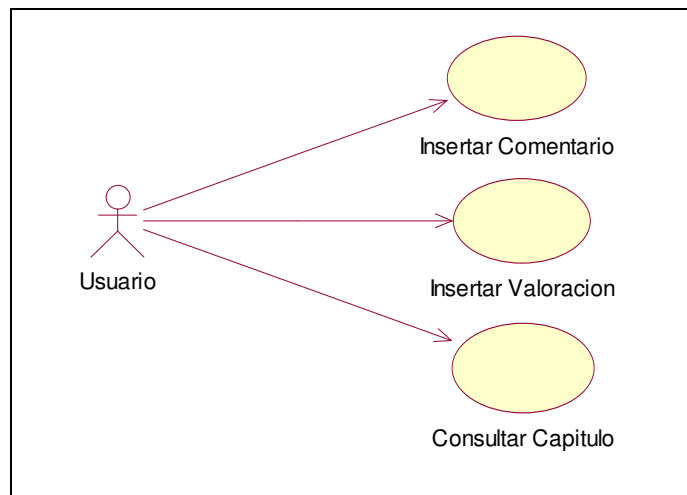 Insertar Comentario
Usuario
Insertar Valoracion
Consultar Capitulo